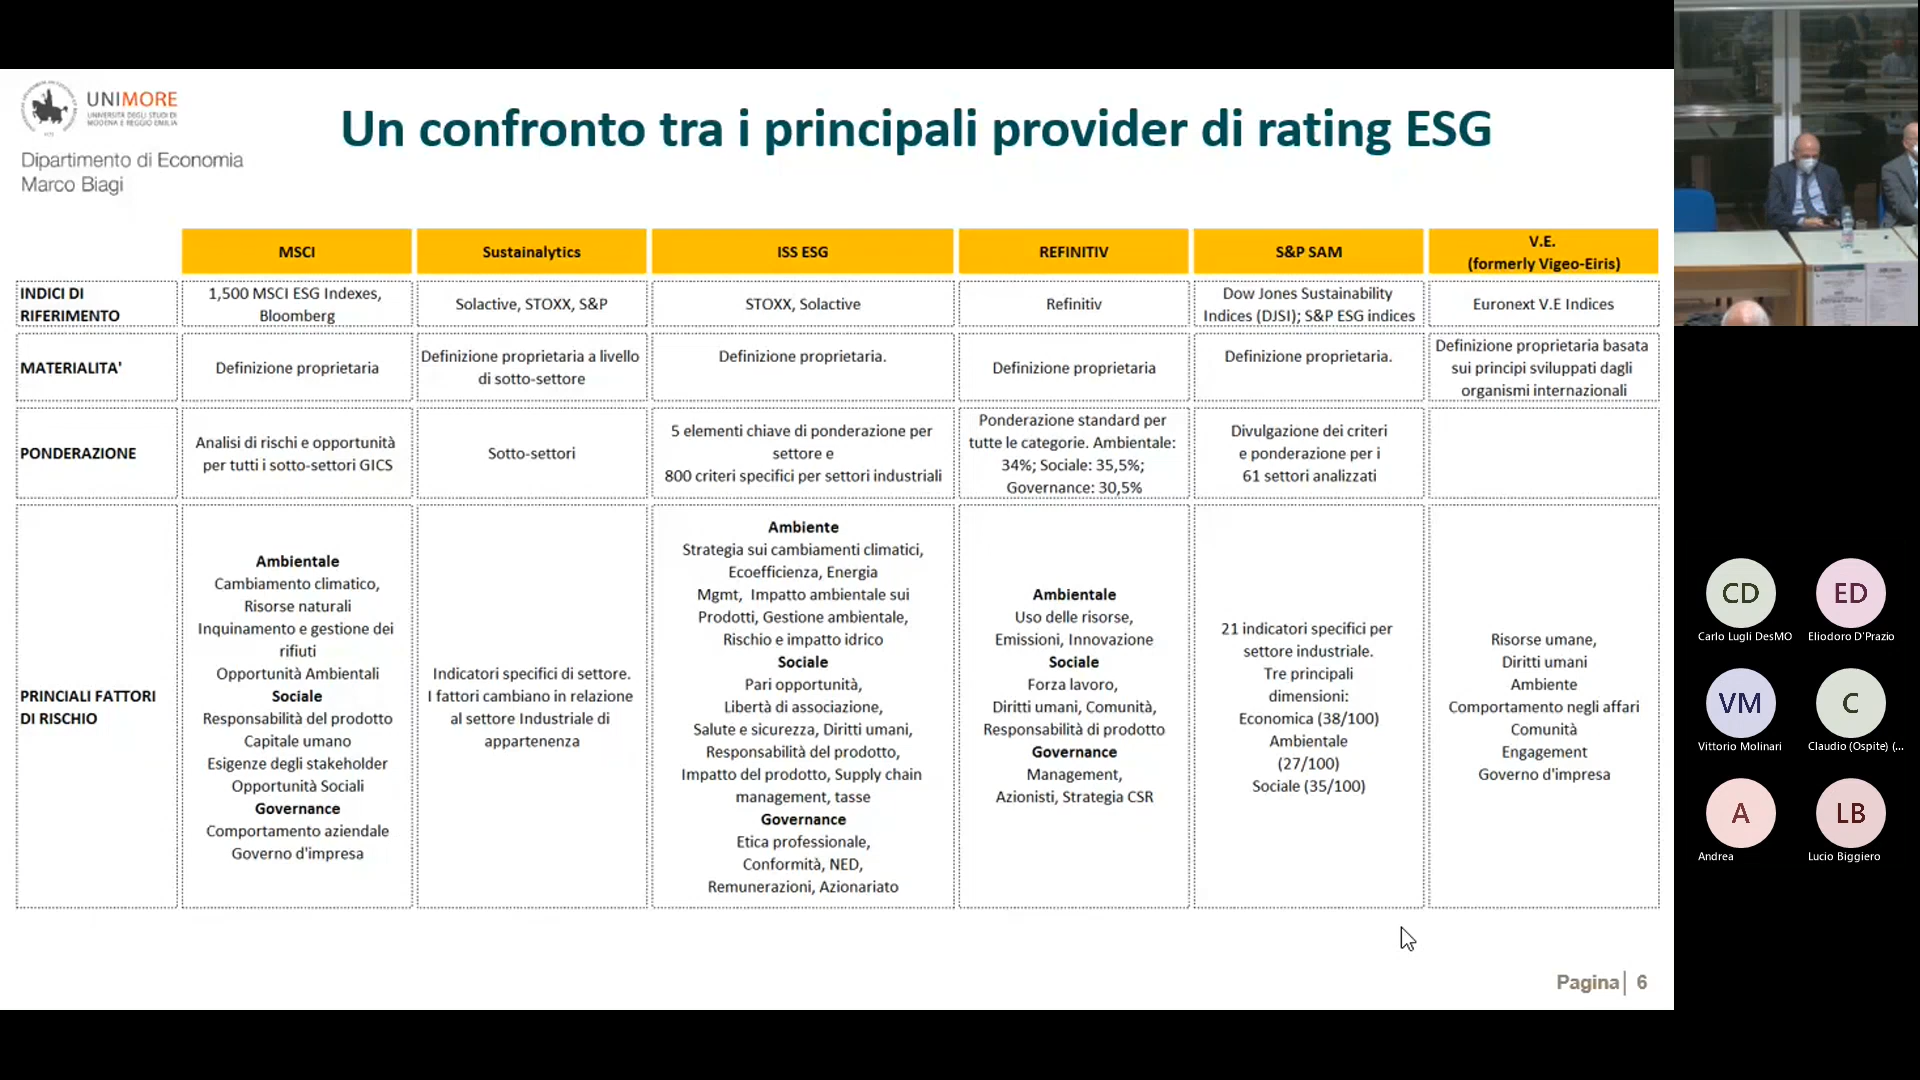 UNIMORE
UNIVERSITÀ DEGLI STUDI DI
MODENA E REGGIO EMILIA
Dipartimento di Economia
Marco Biagi
Un confronto tra i principali provider di rating ESG
MSCI
Sustainalytics
ISS ESG
REFINITIV
S&P SAM
V.E.
(formerly Vigeo-Eiris)
INDICI DI
RIFERIMENTO
1,500 MSCI ESG Indexes,
Bloomberg
Solactive, STOXX, S&P
STOXX, Solactive
Refinitiv
Dow Jones Sustainability
Indices (DJSI); S&P ESG indices
Euronext V.E Indices
MATERIALITA'
Definizione proprietaria
Definizione proprietaria a livello
di sotto-settore
Definizione proprietaria.
Definizione proprietaria
Definizione proprietaria.
Definizione proprietaria basata
sui principi sviluppati dagli
organismi internazionali
PONDERAZIONE
Analisi di rischi e opportunità
per tutti i sotto-settori GICS
Sotto-settori
5 elementi chiave di ponderazione per
settore e
800 criteri specifici per settori industriali
Ponderazione standard per
tutte le categorie. Ambientale:
34%; Sociale: 35,5%;
Governance: 30,5%
Divulgazione dei criteri
e ponderazione per i
61 settori analizzati
PRINCIALI FATTORI
DI RISCHIO
Ambientale
Cambiamento climatico,
Risorse naturali
Inquinamento e gestione dei
rifiuti
Opportunità Ambientali
Sociale
Responsabilità del prodotto
Capitale umano
Esigenze degli stakeholder
Opportunità Sociali
Governance
Comportamento aziendale
Governo d'impresa
Indicatori specifici di settore.
I fattori cambiano in relazione
al settore Industriale di
appartenenza
Ambiente
Strategia sui cambiamenti climatici,
Ecoefficienza, Energia
Mgmt, Impatto ambientale sui
Prodotti, Gestione ambientale,
Rischio e impatto idrico
Sociale
Pari opportunità,
Libertà di associazione,
Salute e sicurezza, Diritti umani,
Responsabilità del prodotto,
Impatto del prodotto, Supply chain
management, tasse
Governance
Etica professionale,
Conformità, NED,
Remunerazioni, Azionariato
Ambientale
Uso delle risorse,
Emissioni, Innovazione
Sociale
Forza lavoro,
Diritti umani, Comunità,
Responsabilità di prodotto
Governance
Management,
Azionisti, Strategia CSR
21 indicatori specifici per
settore industriale.
Tre principali
dimensioni:
Economica (38/100)
Ambientale
(27/100)
Sociale (35/100)
Risorse umane,
Diritti umani
Ambiente
Comportamento negli affari
Comunità
Engagement
Governo d'impresa
Pagina| 6
CD
Carlo Lugli DesMO
ED
Eliodoro D'Prazio
VM
Vittorio Molinari
C
Claudio (Ospite) (...
A
Andrea
LB
Lucio Biggiero